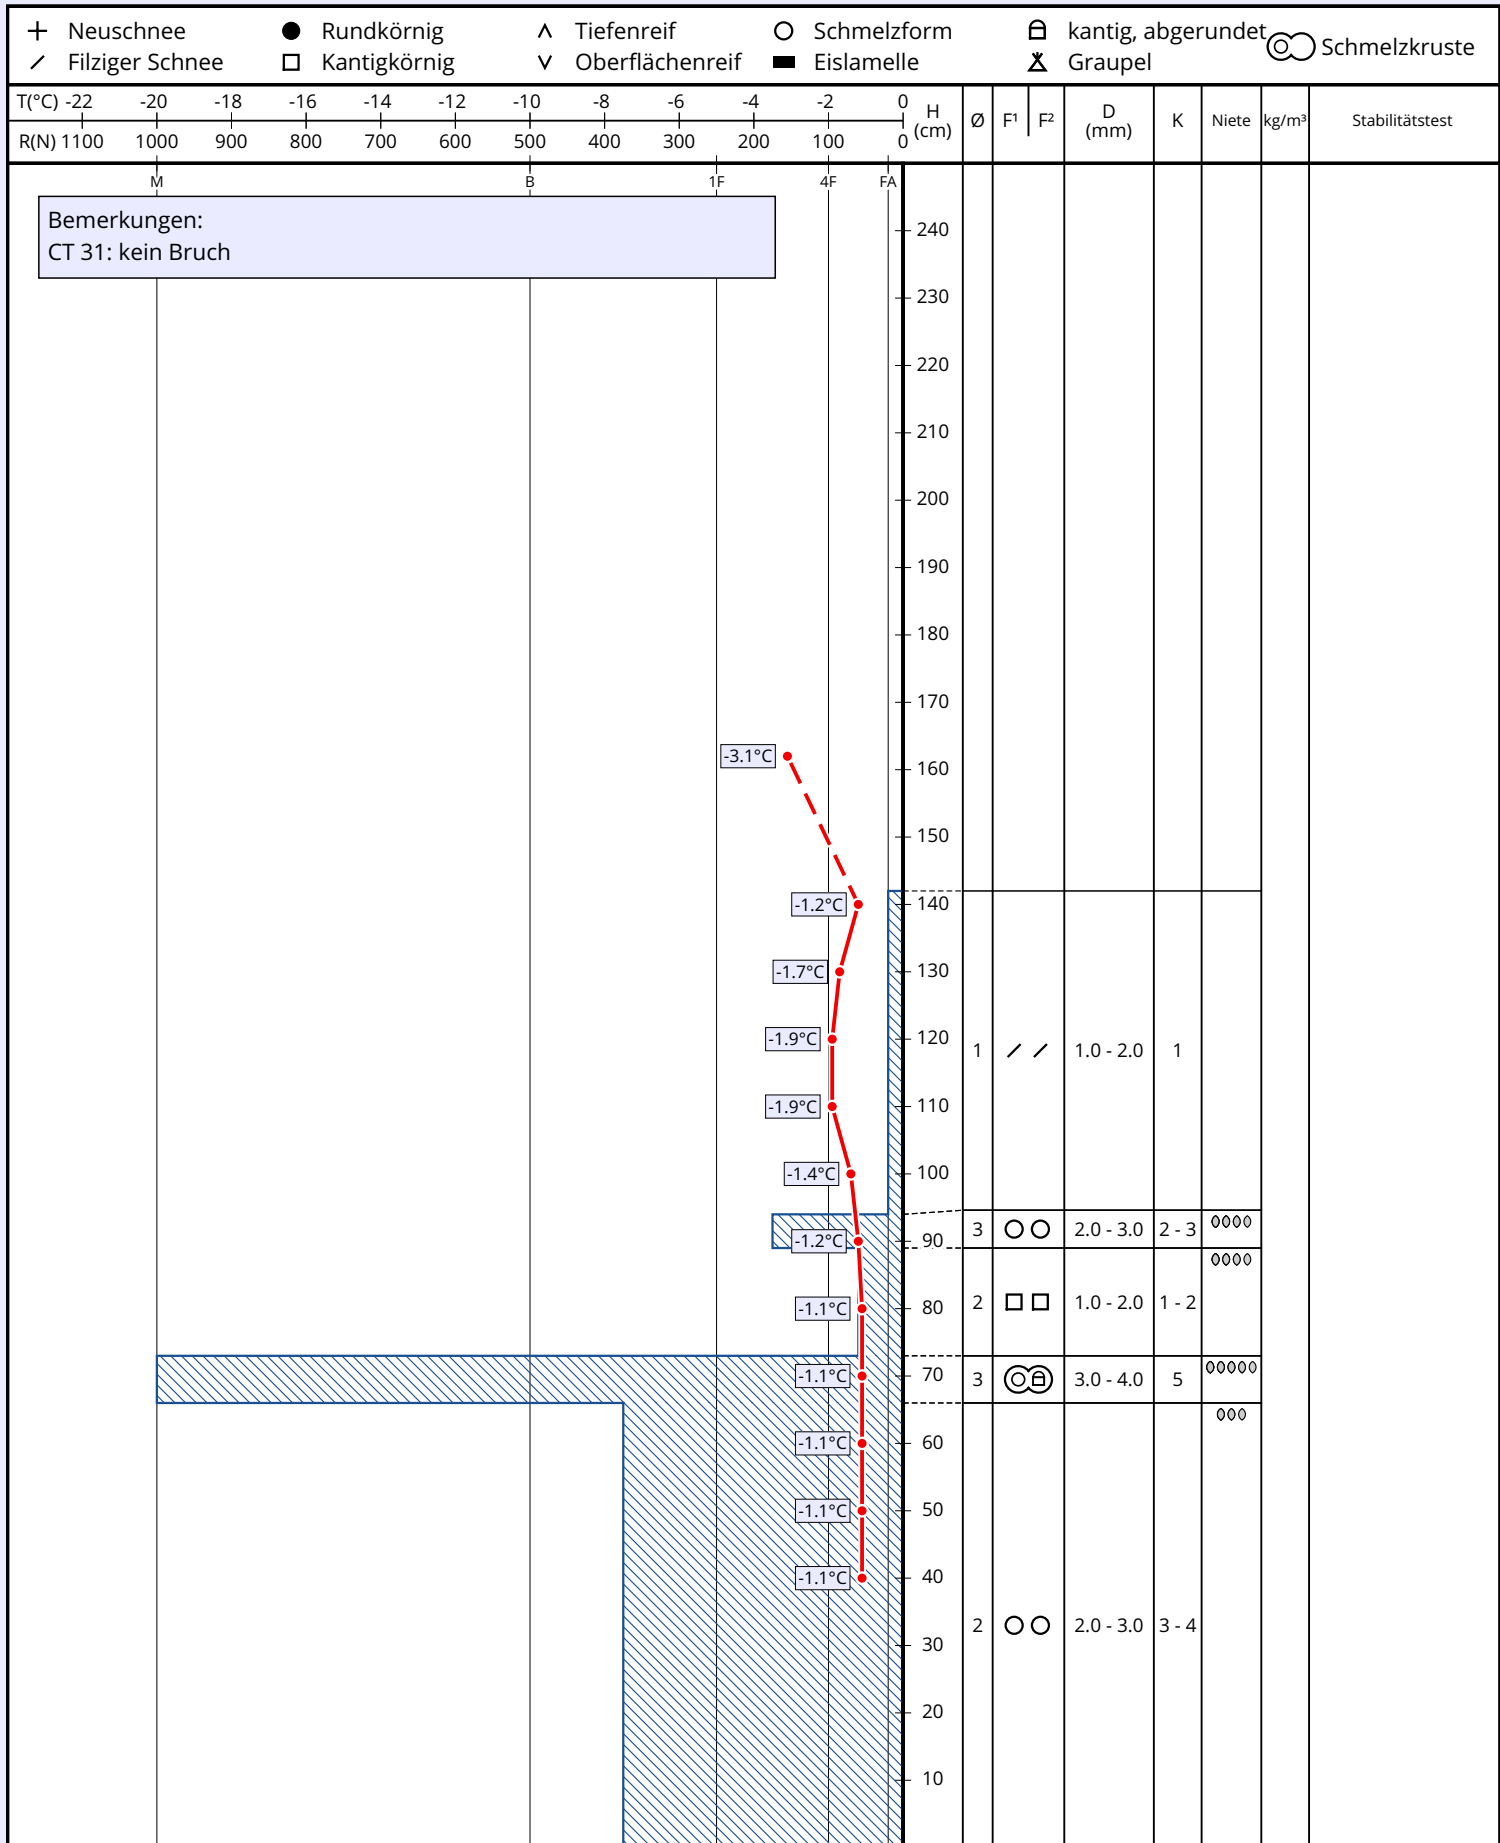 Neuschnee Rundkörnig Tiefenreif Schmelzform kantig, abgerundet Schmelzkruste
Filziger Schnee Kantigkörnig Oberflächenreif Eislamelle Graupel
T(°C) -22 -20 -18 -16 -14 -12 -10 -8 -6 -4 -2 0
R(N) 1100 1000 900 800 700 600 500 400 300 200 100 0
H (cm) Ø F¹ F² D (mm) K Niete kg/m³ Stabilitätstest
M B 1F 4F FA
Bemerkungen:
CT 31: kein Bruch
240
230
220
210
200
190
180
170
-3.1°C 160
150
-1.2°C 140
-1.7°C 130
-1.9°C 120
1 1.0 - 2.0 1
-1.9°C 110
-1.4°C 100
3 2.0 - 3.0 2 - 3
-1.2°C 90
2 1.0 - 2.0 1 - 2
-1.1°C 80
-1.1°C 70 3 3.0 - 4.0 5
-1.1°C 60
-1.1°C 50
-1.1°C 40
2 2.0 - 3.0 3 - 4
30
20
10